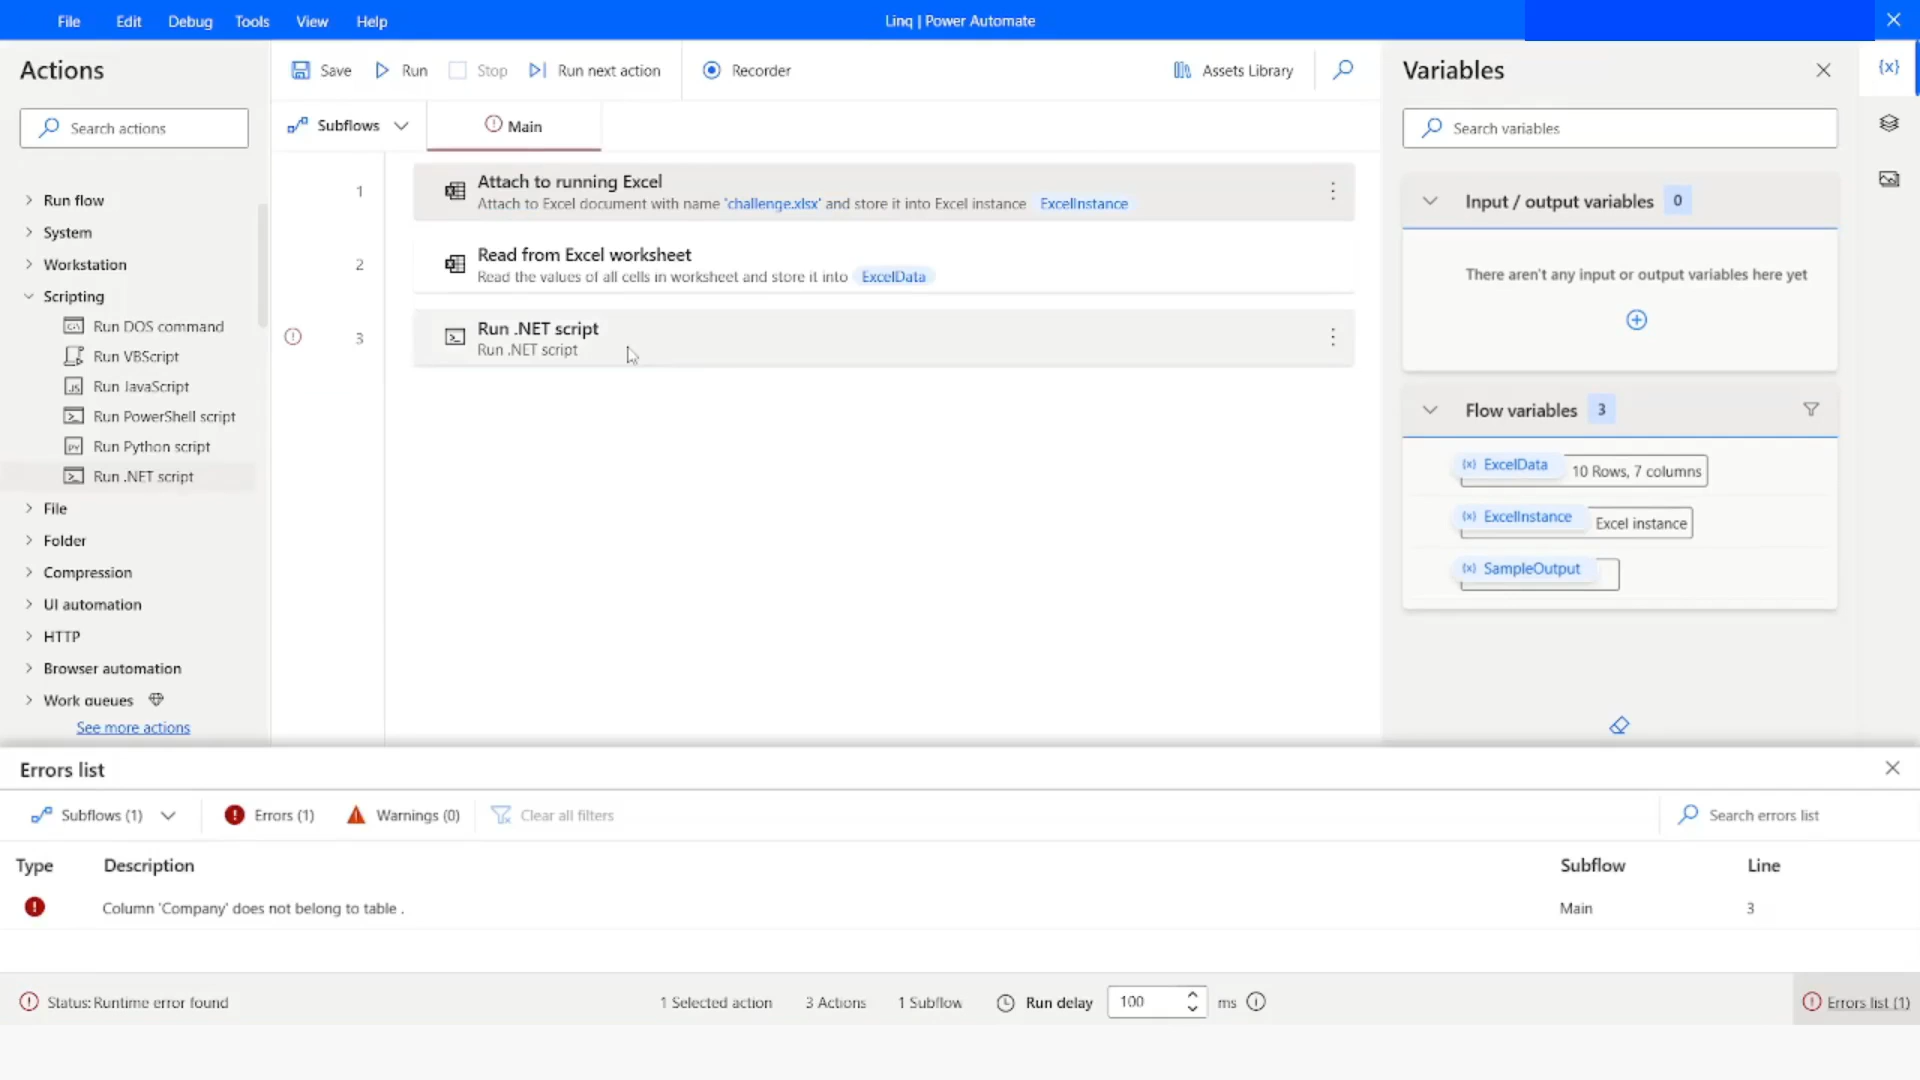 File Edit Debug Tools View Help
Linq | Power Automate
Actions
Search actions
Run flow
System
Workstation
Scripting
Run DOS command
Run VBScript
Run JavaScript
Run PowerShell script
Run Python script
Run .NET script
File
Folder
Compression
UI automation
HTTP
Browser automation
Work queues
See more actions
Save Run Stop Run next action Recorder Assets Library
Subflows Main
1 Attach to running Excel
Attach to Excel document with name 'challenge.xlsx' and store it into Excel instance ExcelInstance
2 Read from Excel worksheet
Read the values of all cells in worksheet and store it into ExcelData
3 Run .NET script
Run .NET script
Variables
{x}
Search variables
Input / output variables 0
There aren't any input or output variables here yet
Flow variables 3
(x) ExcelData 10 Rows, 7 columns
(x) ExcelInstance Excel instance
(x) SampleOutput
Errors list
Subflows (1) Errors (1) Warnings (0) Clear all filters Search errors list
Type Description Subflow Line
Column 'Company' does not belong to table . Main 3
Status: Runtime error found 1 Selected action 3 Actions 1 Subflow Run delay 100 ms Errors list (1)